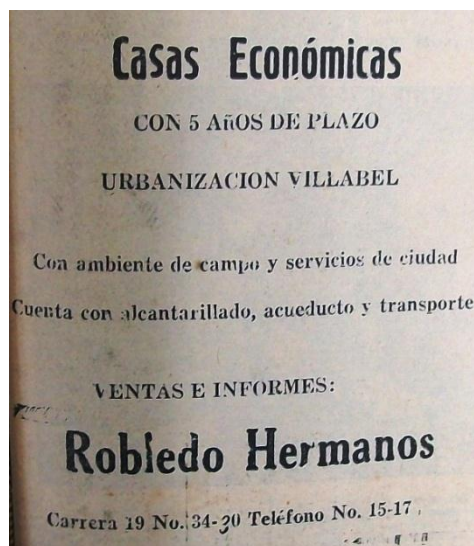 Casas Económicas
CON 5 AñOS DE PLAZO
URBANIZACION VILLABEL
Con ambiente de campo y servicios de ciudad
Cuenta con alcantarillado, acueducto y transporte
VENTAS E INFORMES:
Robledo Hermanos
Carrera 19 No. 34-30 Teléfono No. 15-17